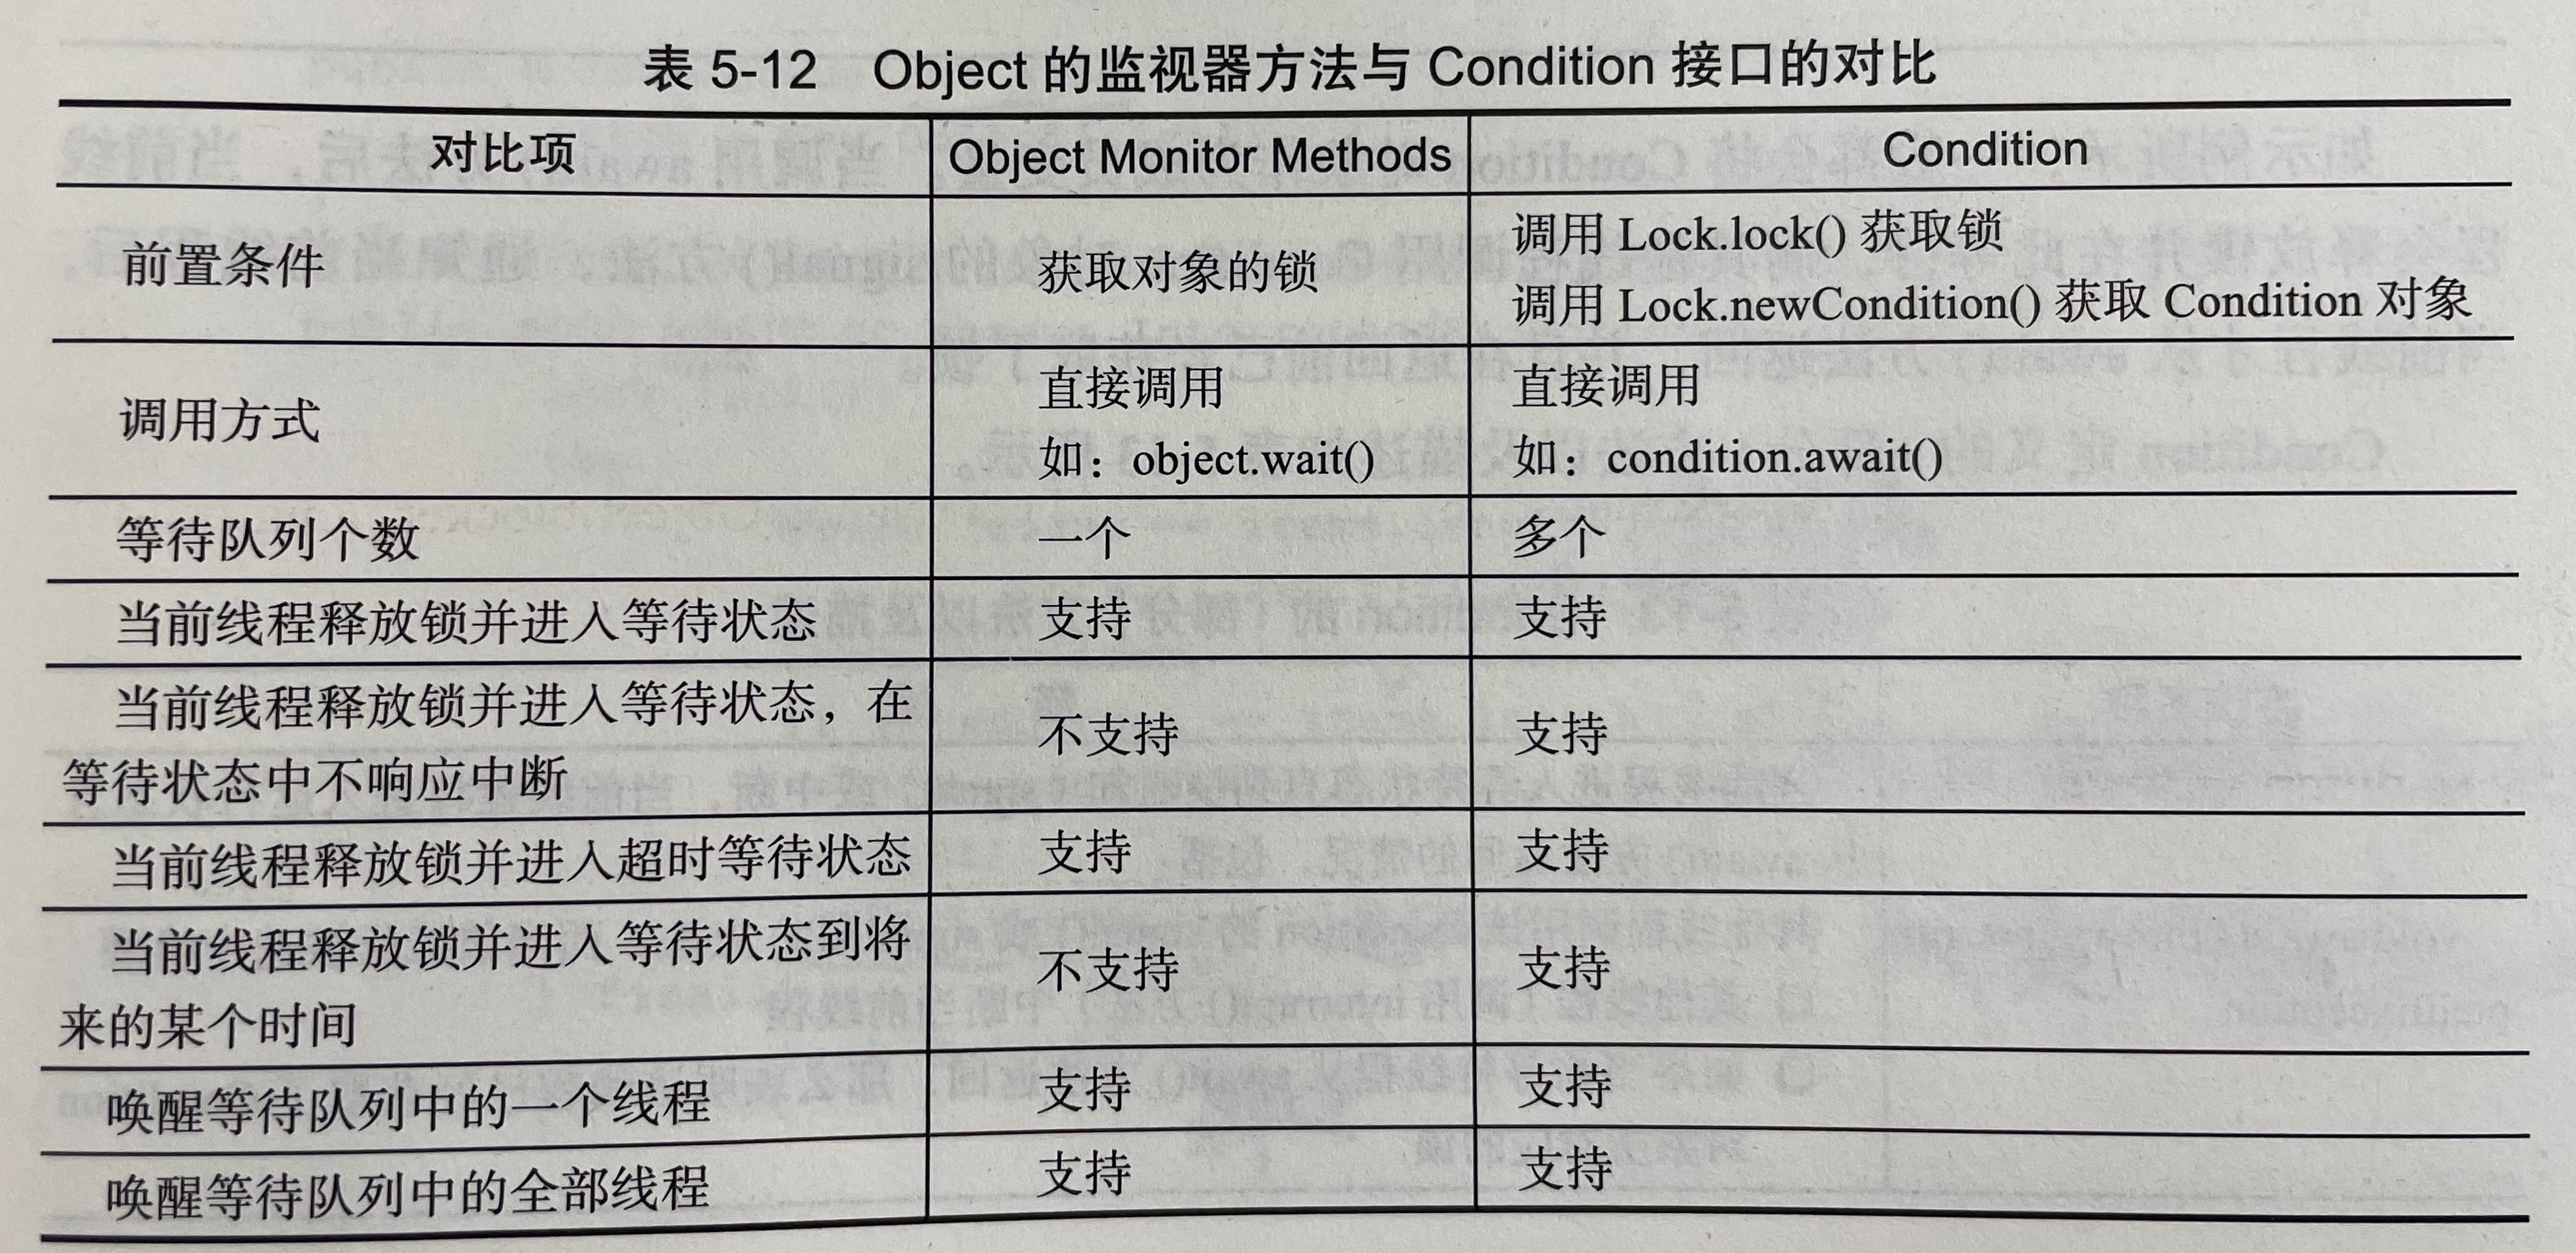 表 5-12 Object 的监视器方法与 Condition 接口的对比
对比项 Object Monitor Methods Condition
前置条件 获取对象的锁 调用 Lock.lock() 获取锁
调用 Lock.newCondition() 获取 Condition 对象
调用方式 直接调用 直接调用
如：object.wait() 如：condition.await()
等待队列个数 一个 多个
当前线程释放锁并进入等待状态 支持 支持
当前线程释放锁并进入等待状态，在
等待状态中不响应中断 不支持 支持
当前线程释放锁并进入超时等待状态 支持 支持
当前线程释放锁并进入等待状态到将
来的某个时间 不支持 支持
唤醒等待队列中的一个线程 支持 支持
唤醒等待队列中的全部线程 支持 支持